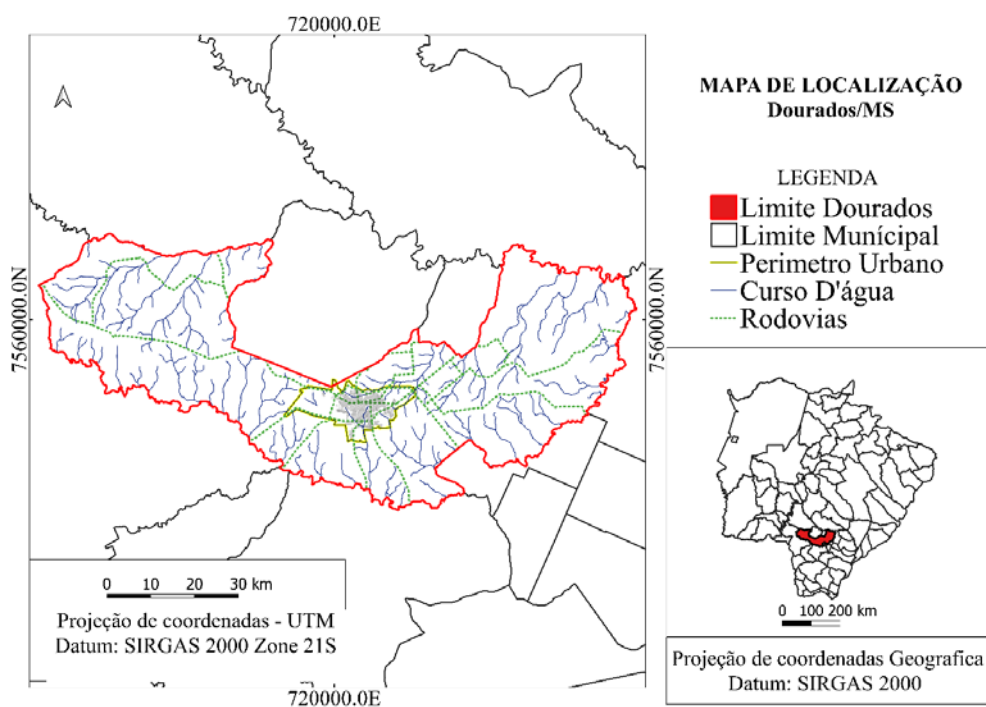 720000.0E
7560000.0N
7560000.0N
0 10 20 30 km
Projeção de coordenadas - UTM
Datum: SIRGAS 2000 Zone 21S
720000.0E
MAPA DE LOCALIZAÇÃO
Dourados/MS
LEGENDA
Limite Dourados
Limite Munícipal
Perimetro Urbano
Curso D'água
Rodovias
0 100 200 km
Projeção de coordenadas Geografica
Datum: SIRGAS 2000